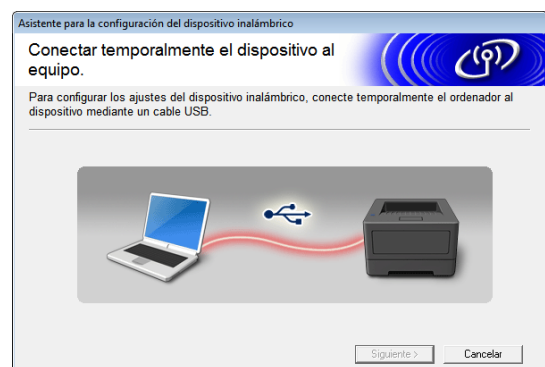 Asistente para la configuración del dispositivo inalámbrico
Conectar temporalmente el dispositivo al
equipo.
Para configurar los ajustes del dispositivo inalámbrico, conecte temporalmente el ordenador al
dispositivo mediante un cable USB.
Siguiente >
Cancelar